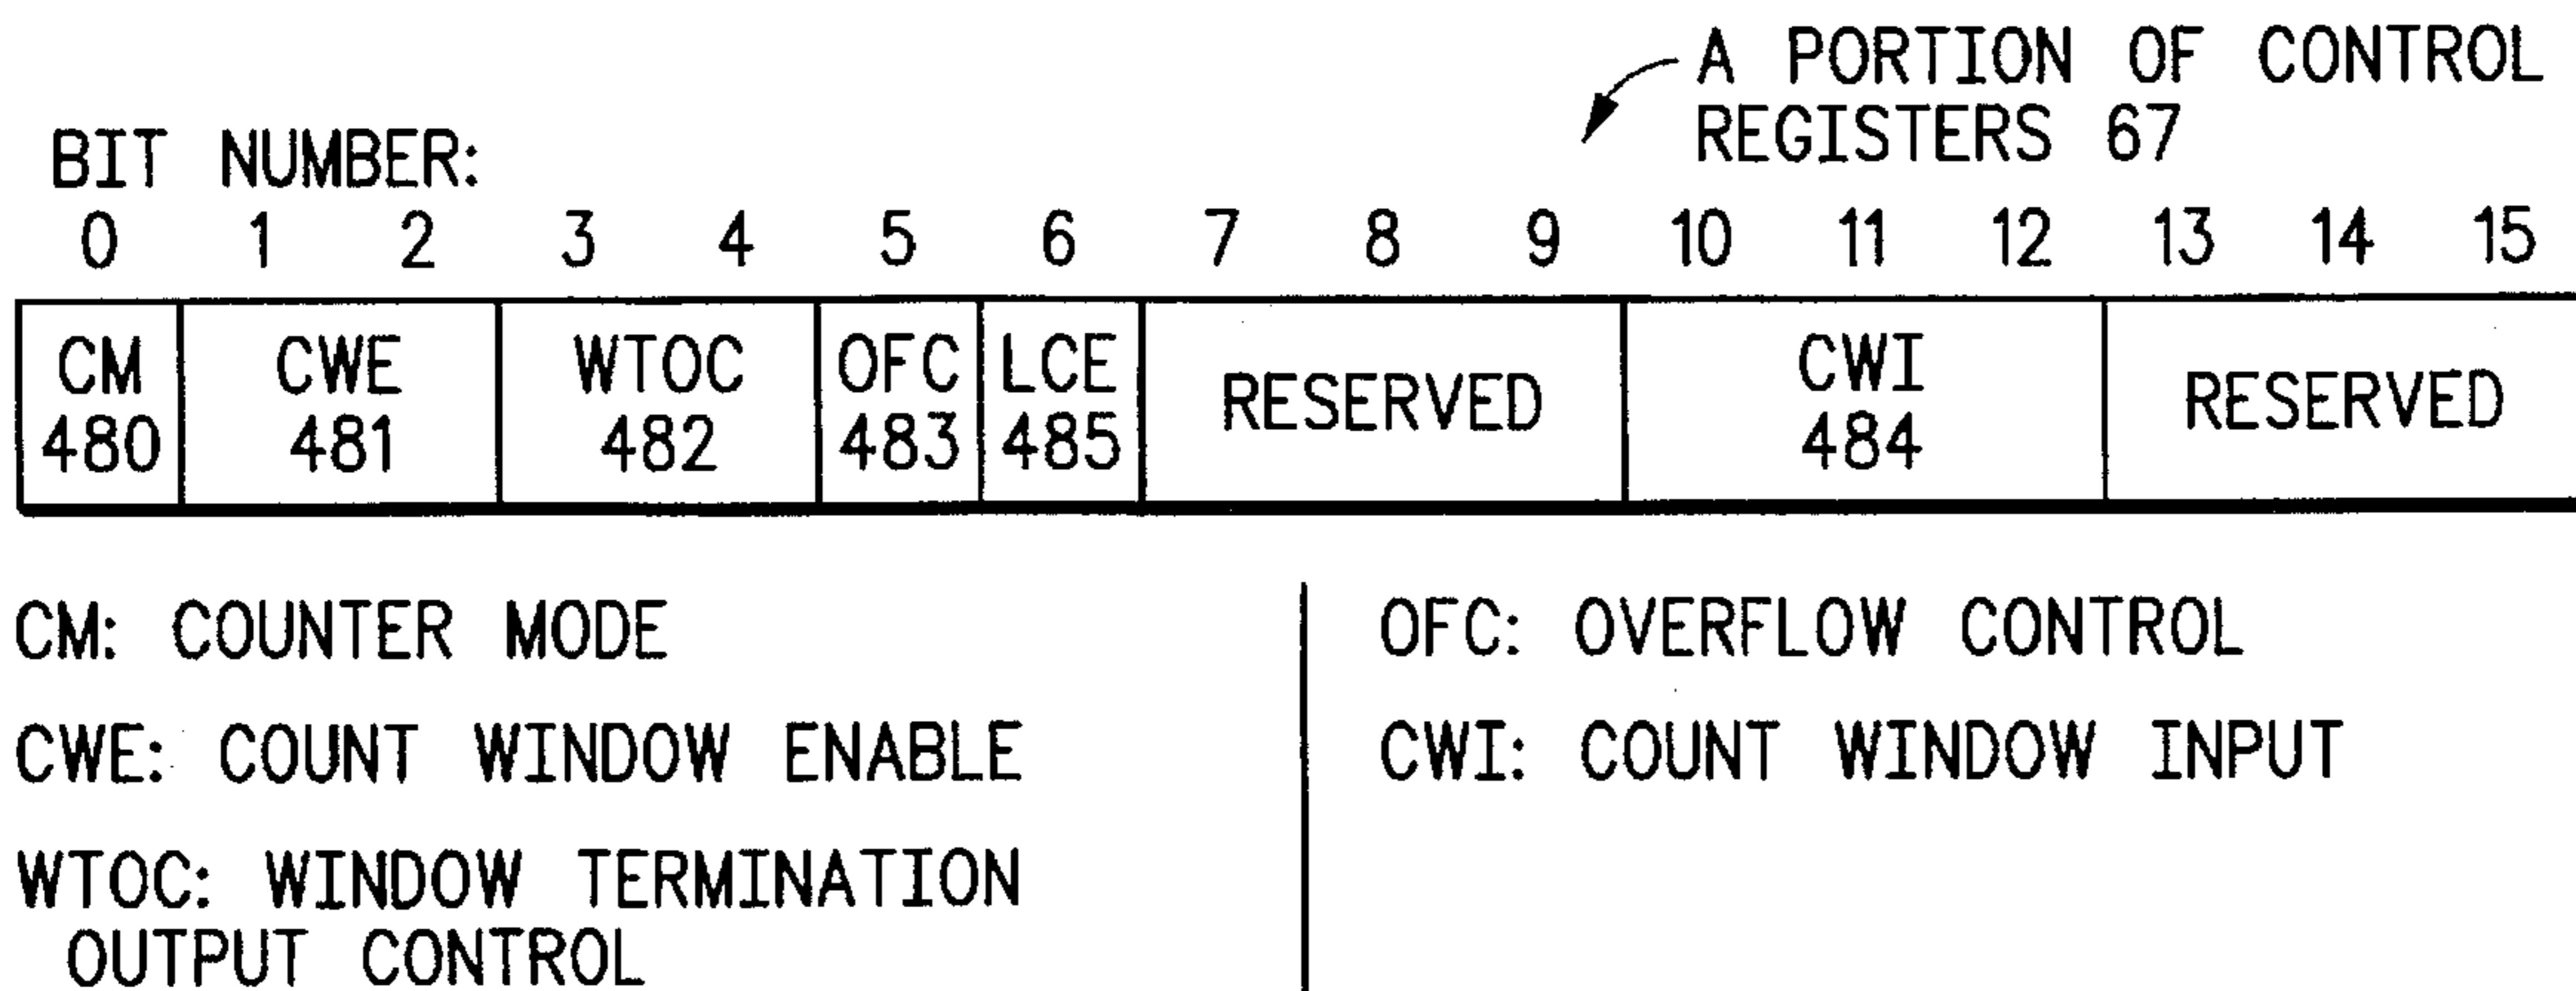 A PORTION OF CONTROL
REGISTERS 67
BIT NUMBER:
0 1 2 3 4 5 6 7 8 9 10 11 12 13 14 15
CM CWE WTOC OFC LCE RESERVED CWI RESERVED
480 481 482 483 485 484
CM: COUNTER MODE
CWE: COUNT WINDOW ENABLE
WTOC: WINDOW TERMINATION
OUTPUT CONTROL
OFC: OVERFLOW CONTROL
CWI: COUNT WINDOW INPUT